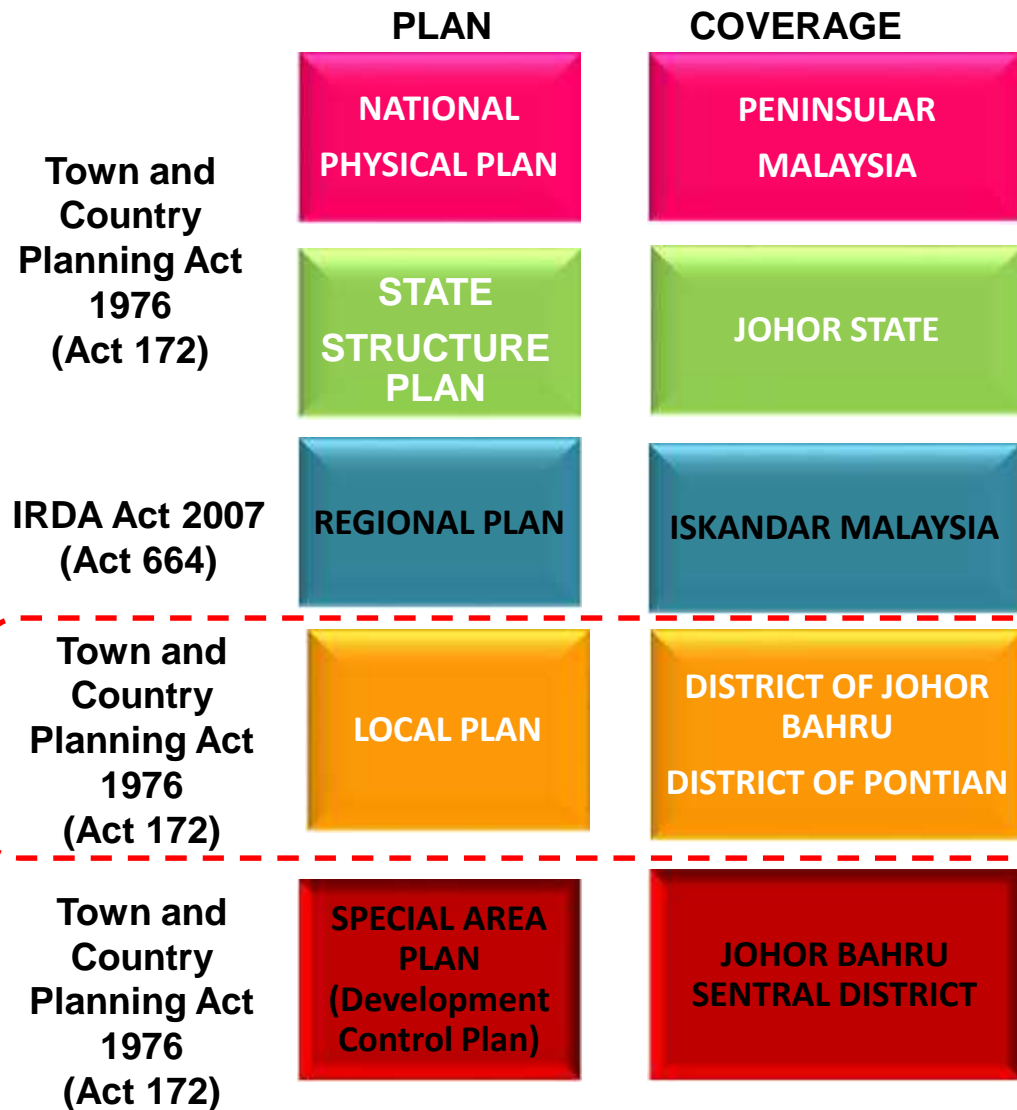 PLAN
COVERAGE
Town and
Country
Planning Act
1976
(Act 172)
NATIONAL
PHYSICAL PLAN
PENINSULAR
MALAYSIA
STATE
STRUCTURE
PLAN
JOHOR STATE
IRDA Act 2007
(Act 664)
REGIONAL PLAN
ISKANDAR MALAYSIA
Town and
Country
Planning Act
1976
(Act 172)
LOCAL PLAN
DISTRICT OF JOHOR
BAHRU
DISTRICT OF PONTIAN
Town and
Country
Planning Act
1976
(Act 172)
SPECIAL AREA
PLAN
(Development
Control Plan)
JOHOR BAHRU
SENTRAL DISTRICT